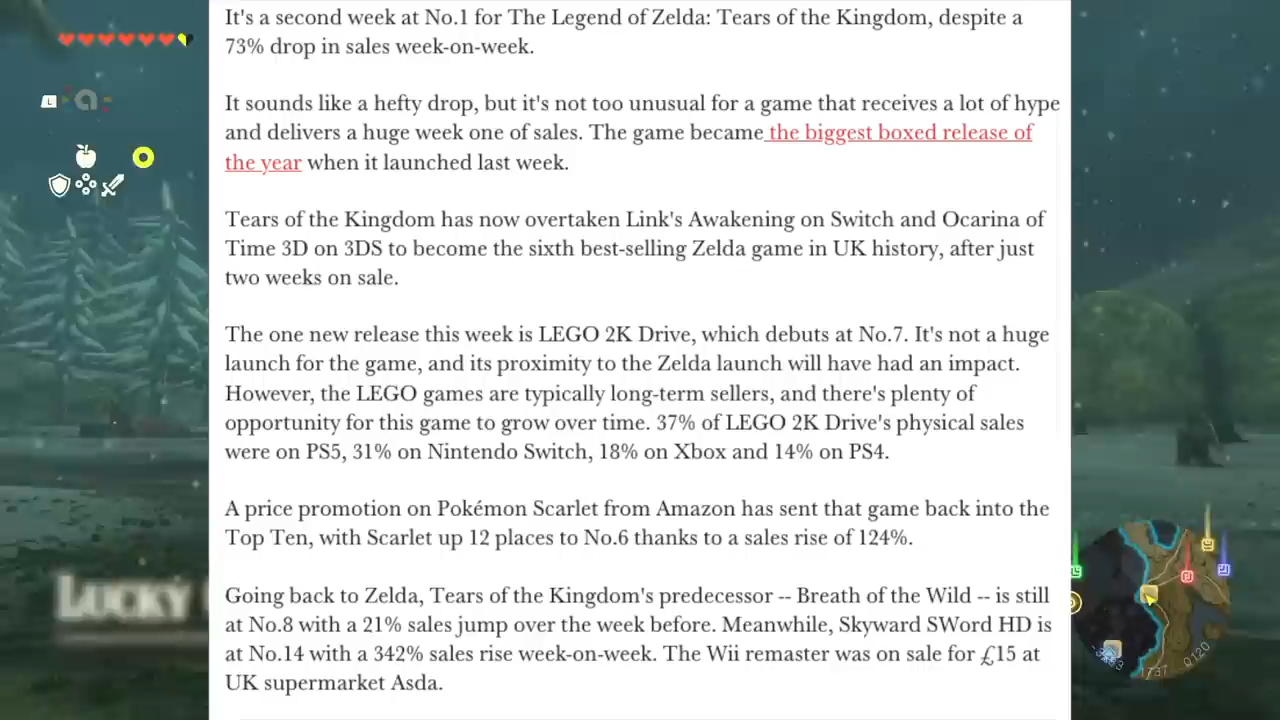 It's a second week at No.1 for The Legend of Zelda: Tears of the Kingdom, despite a
73% drop in sales week-on-week.
It sounds like a hefty drop, but it's not too unusual for a game that receives a lot of hype
and delivers a huge week one of sales. The game became the biggest boxed release of
the year when it launched last week.
Tears of the Kingdom has now overtaken Link's Awakening on Switch and Ocarina of
Time 3D on 3DS to become the sixth best-selling Zelda game in UK history, after just
two weeks on sale.
The one new release this week is LEGO 2K Drive, which debuts at No.7. It's not a huge
launch for the game, and its proximity to the Zelda launch will have had an impact.
However, the LEGO games are typically long-term sellers, and there's plenty of
opportunity for this game to grow over time. 37% of LEGO 2K Drive's physical sales
were on PS5, 31% on Nintendo Switch, 18% on Xbox and 14% on PS4.
A price promotion on Pokémon Scarlet from Amazon has sent that game back into the
Top Ten, with Scarlet up 12 places to No.6 thanks to a sales rise of 124%.
Going back to Zelda, Tears of the Kingdom's predecessor -- Breath of the Wild -- is still
at No.8 with a 21% sales jump over the week before. Meanwhile, Skyward SWord HD is
at No.14 with a 342% sales rise week-on-week. The Wii remaster was on sale for £15 at
UK supermarket Asda.
L
LUCKY